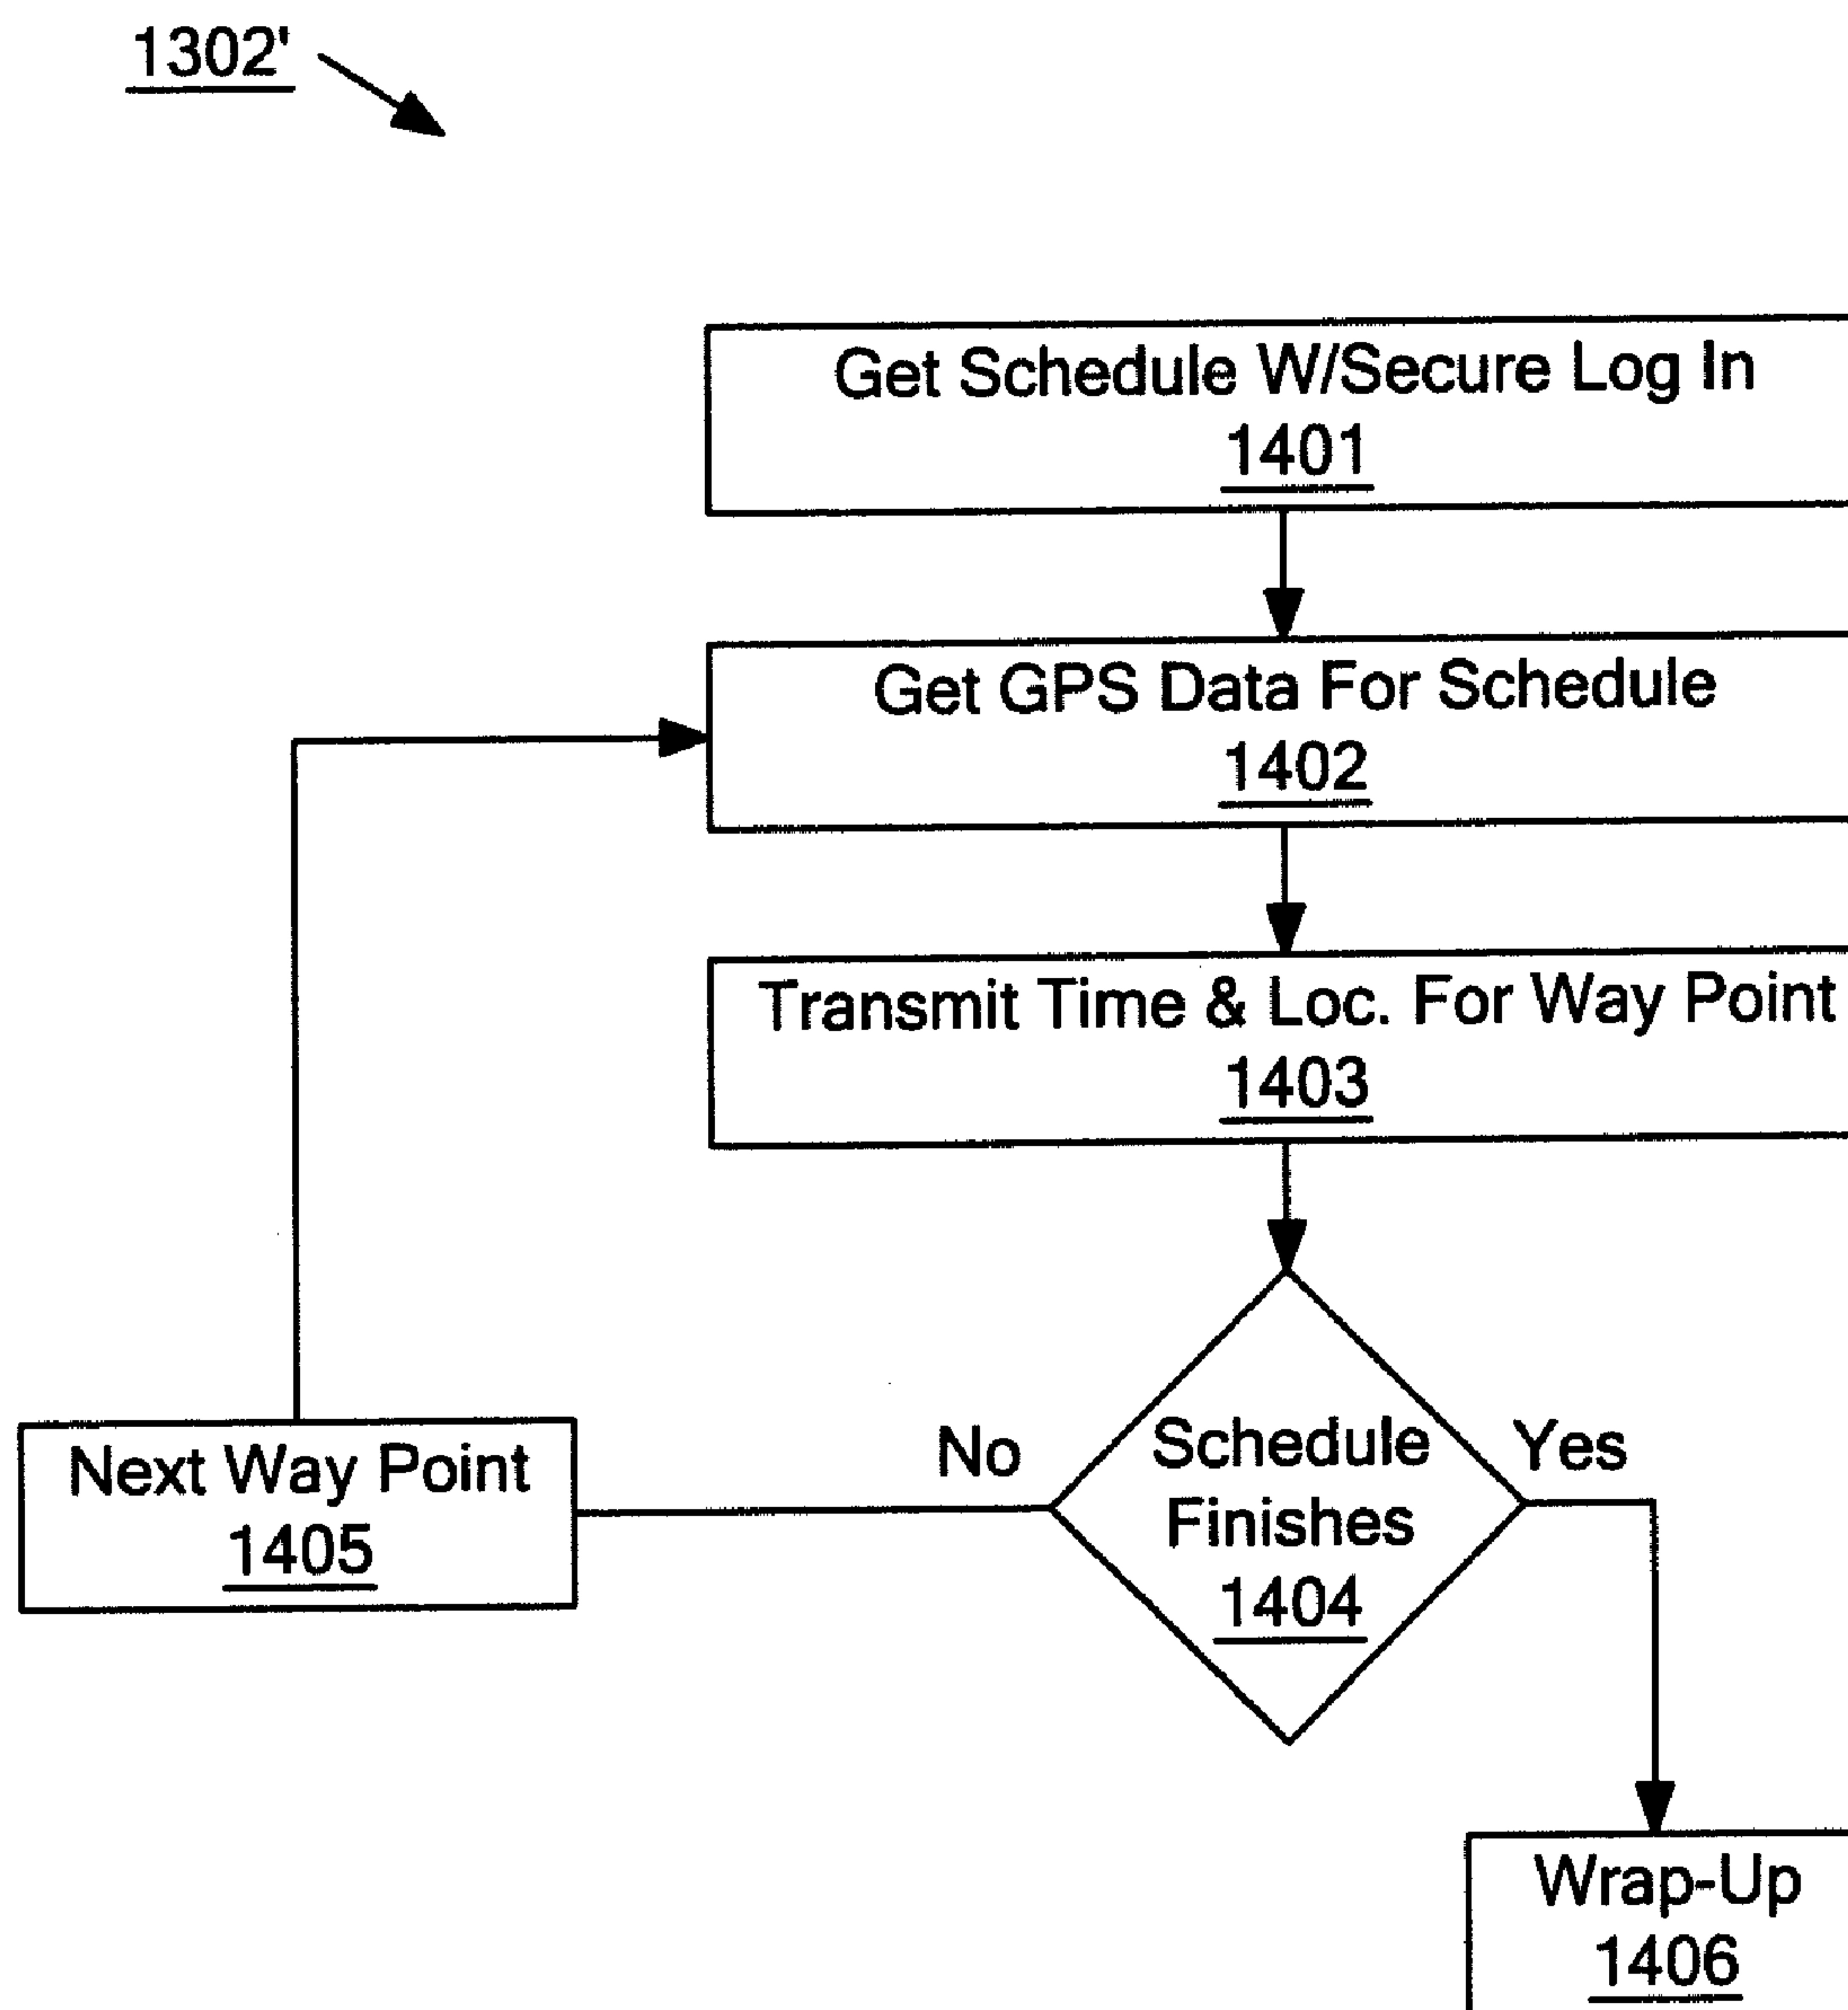 1302'
Get Schedule W/Secure Log In
1401
Get GPS Data For Schedule
1402
Transmit Time & Loc. For Way Point
1403
Schedule
Finishes
1404
No
Yes
Next Way Point
1405
Wrap-Up
1406